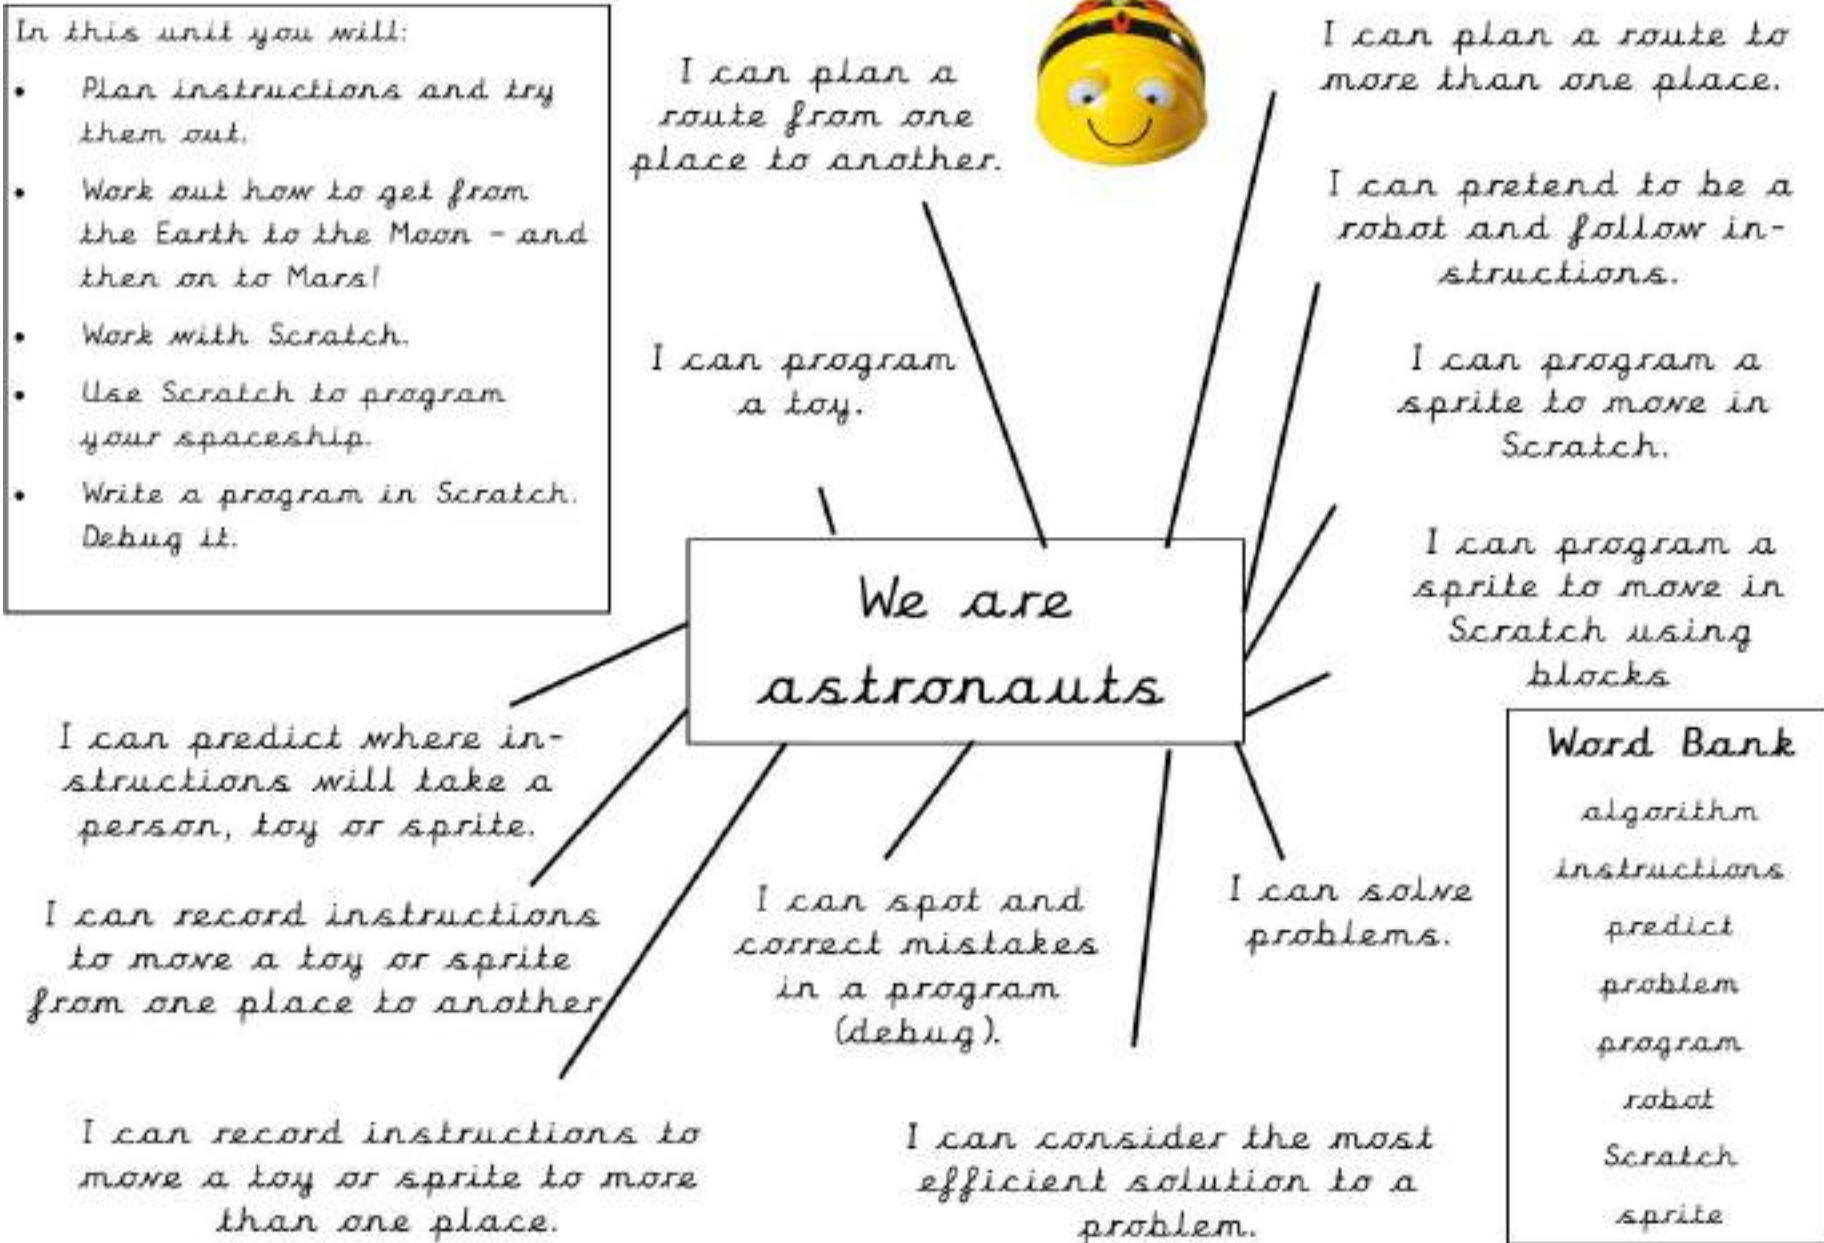 In this unit you will:
• Plan instructions and try
them out.
• Work out how to get from
the Earth to the Moon - and
then on to Mars!
• Work with Scratch.
• Use Scratch to program
your spaceship.
• Write a program in Scratch.
Debug it.
I can plan a
route from one
place to another.
I can program
a toy.
I can plan a route to
more than one place.
I can pretend to be a
robot and follow in-
structions.
I can program a
sprite to move in
Scratch.
I can program a
sprite to move in
Scratch using
blocks
We are
astronauts
I can predict where in-
structions will take a
person, toy or sprite.
I can record instructions
to move a toy or sprite
from one place to another
I can record instructions to
move a toy or sprite to more
than one place.
I can spot and
correct mistakes
in a program
(debug).
I can consider the most
efficient solution to a
problem.
I can solve
problems.
Word Bank
algorithm
instructions
predict
problem
program
robot
Scratch
sprite